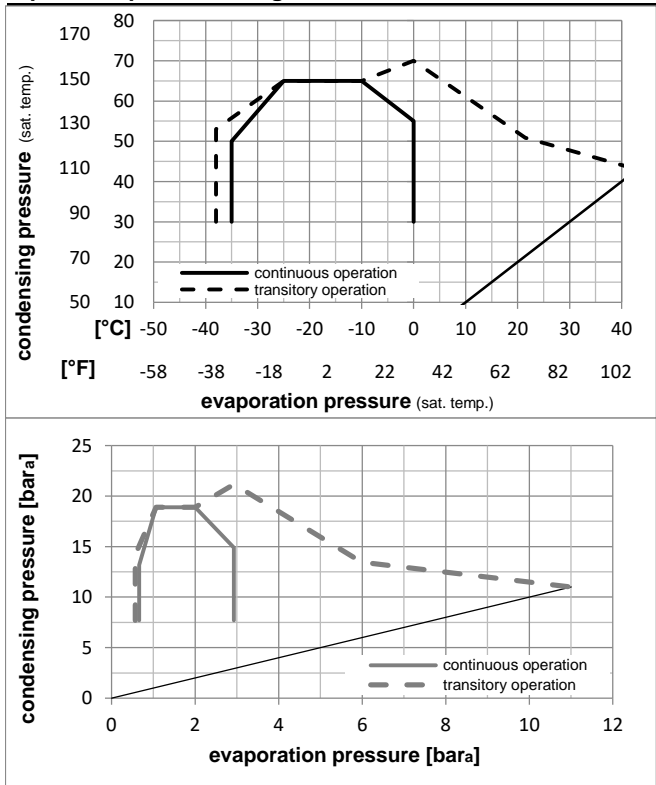 condensing pressure (sat. temp.)
170 80
150 70
60
130 50
110 40
90 30
70 20
50 10
continuous operation
transitory operation
[°C] -50 -40 -30 -20 -10 0 10 20 30 40
[°F] -58 -38 -18 2 22 42 62 82 102
evaporation pressure (sat. temp.)
condensing pressure [bara]
25
20
15
10
5
0
continuous operation
transitory operation
0 2 4 6 8 10 12
evaporation pressure [bara]